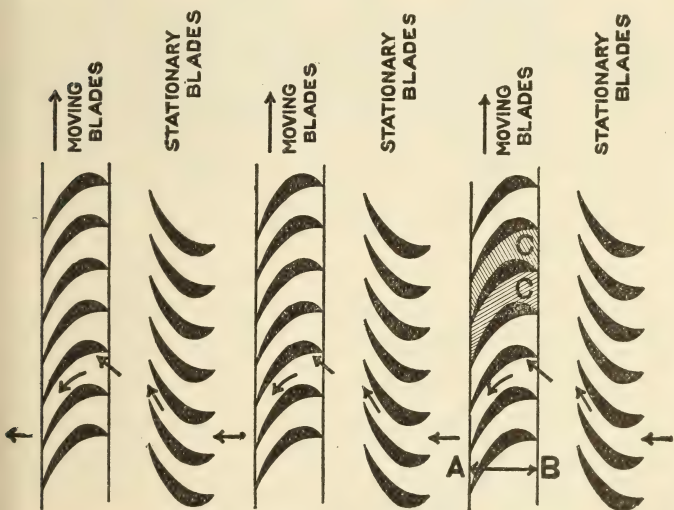 MOVING
BLADES
STATIONARY
BLADES
MOVING
BLADES
STATIONARY
BLADES
MOVING
BLADES
STATIONARY
BLADES
C
C
A
B